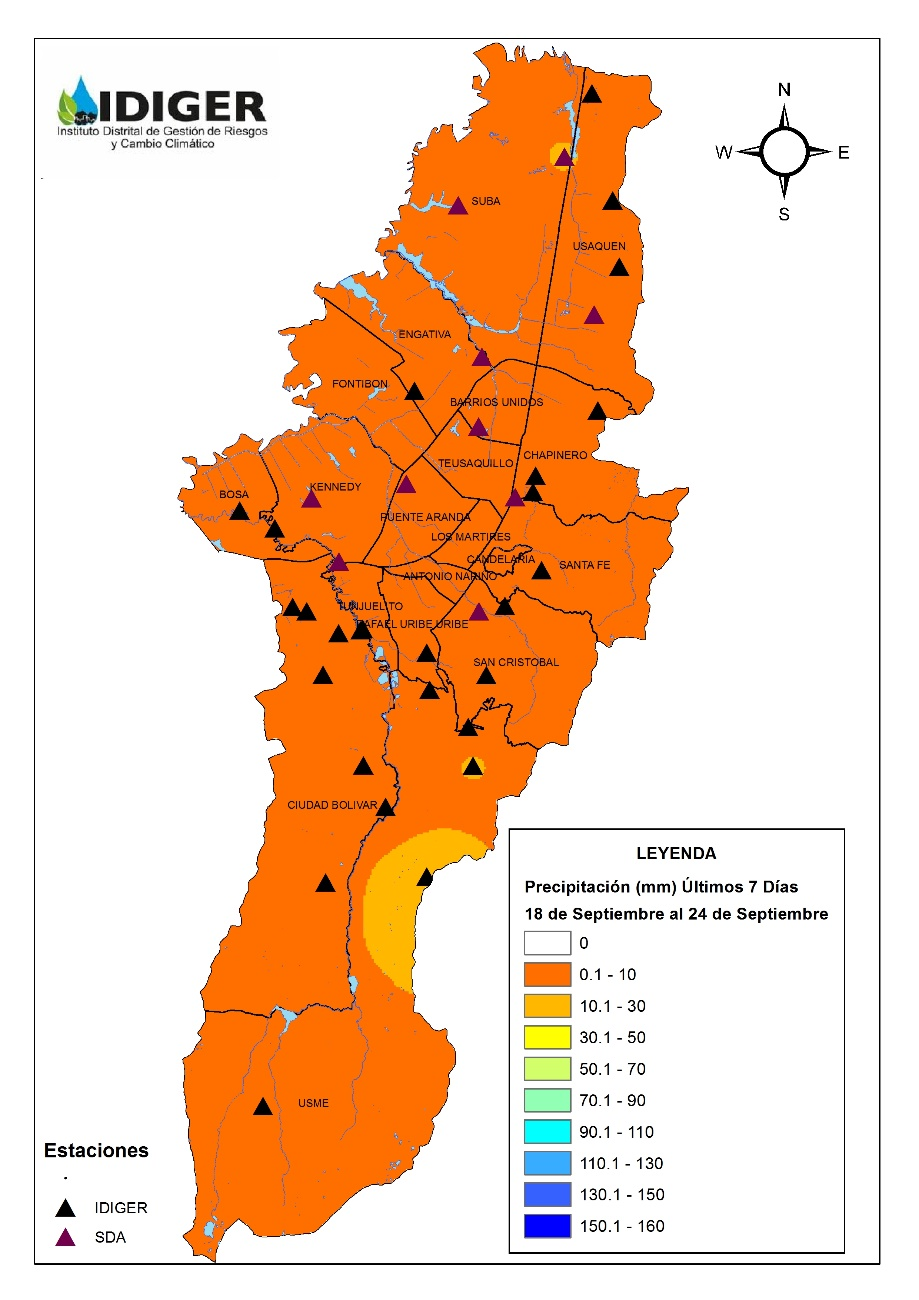 IDIGER
Instituto Distrital de Gestión de Riesgos
y Cambio Climático
N
W
E
S
SUBA
USAQUEN
ENGATIVA
FONTIBON
BARRIOS UNIDOS
CHAPINERO
TEUSAQUILLO
KENNEDY
BOSA
PUENTE ARANDA
LOS MARTIRES
CANDELARIA
SANTA FE
ANTONIO NARIÑO
TUNJUELITO
RAFAEL URIBE URIBE
SAN CRISTOBAL
CIUDAD BOLIVAR
USME
LEYENDA
Precipitación (mm) Últimos 7 Días
18 de Septiembre al 24 de Septiembre
0
0.1 - 10
10.1 - 30
30.1 - 50
50.1 - 70
70.1 - 90
90.1 - 110
110.1 - 130
130.1 - 150
150.1 - 160
Estaciones
IDIGER
SDA